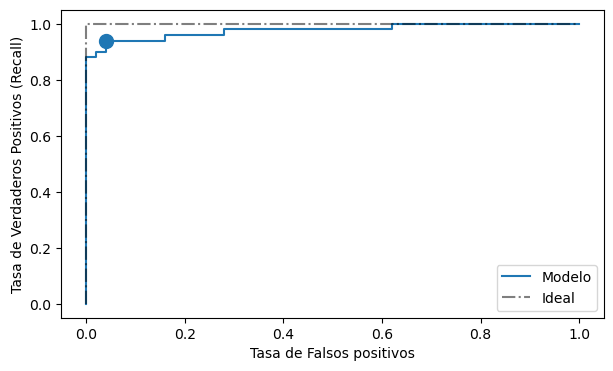 1.0
0.8
0.6
0.4
0.2
0.0
Tasa de Verdaderos Positivos (Recall)
Modelo
Ideal
0.0 0.2 0.4 0.6 0.8 1.0
Tasa de Falsos positivos